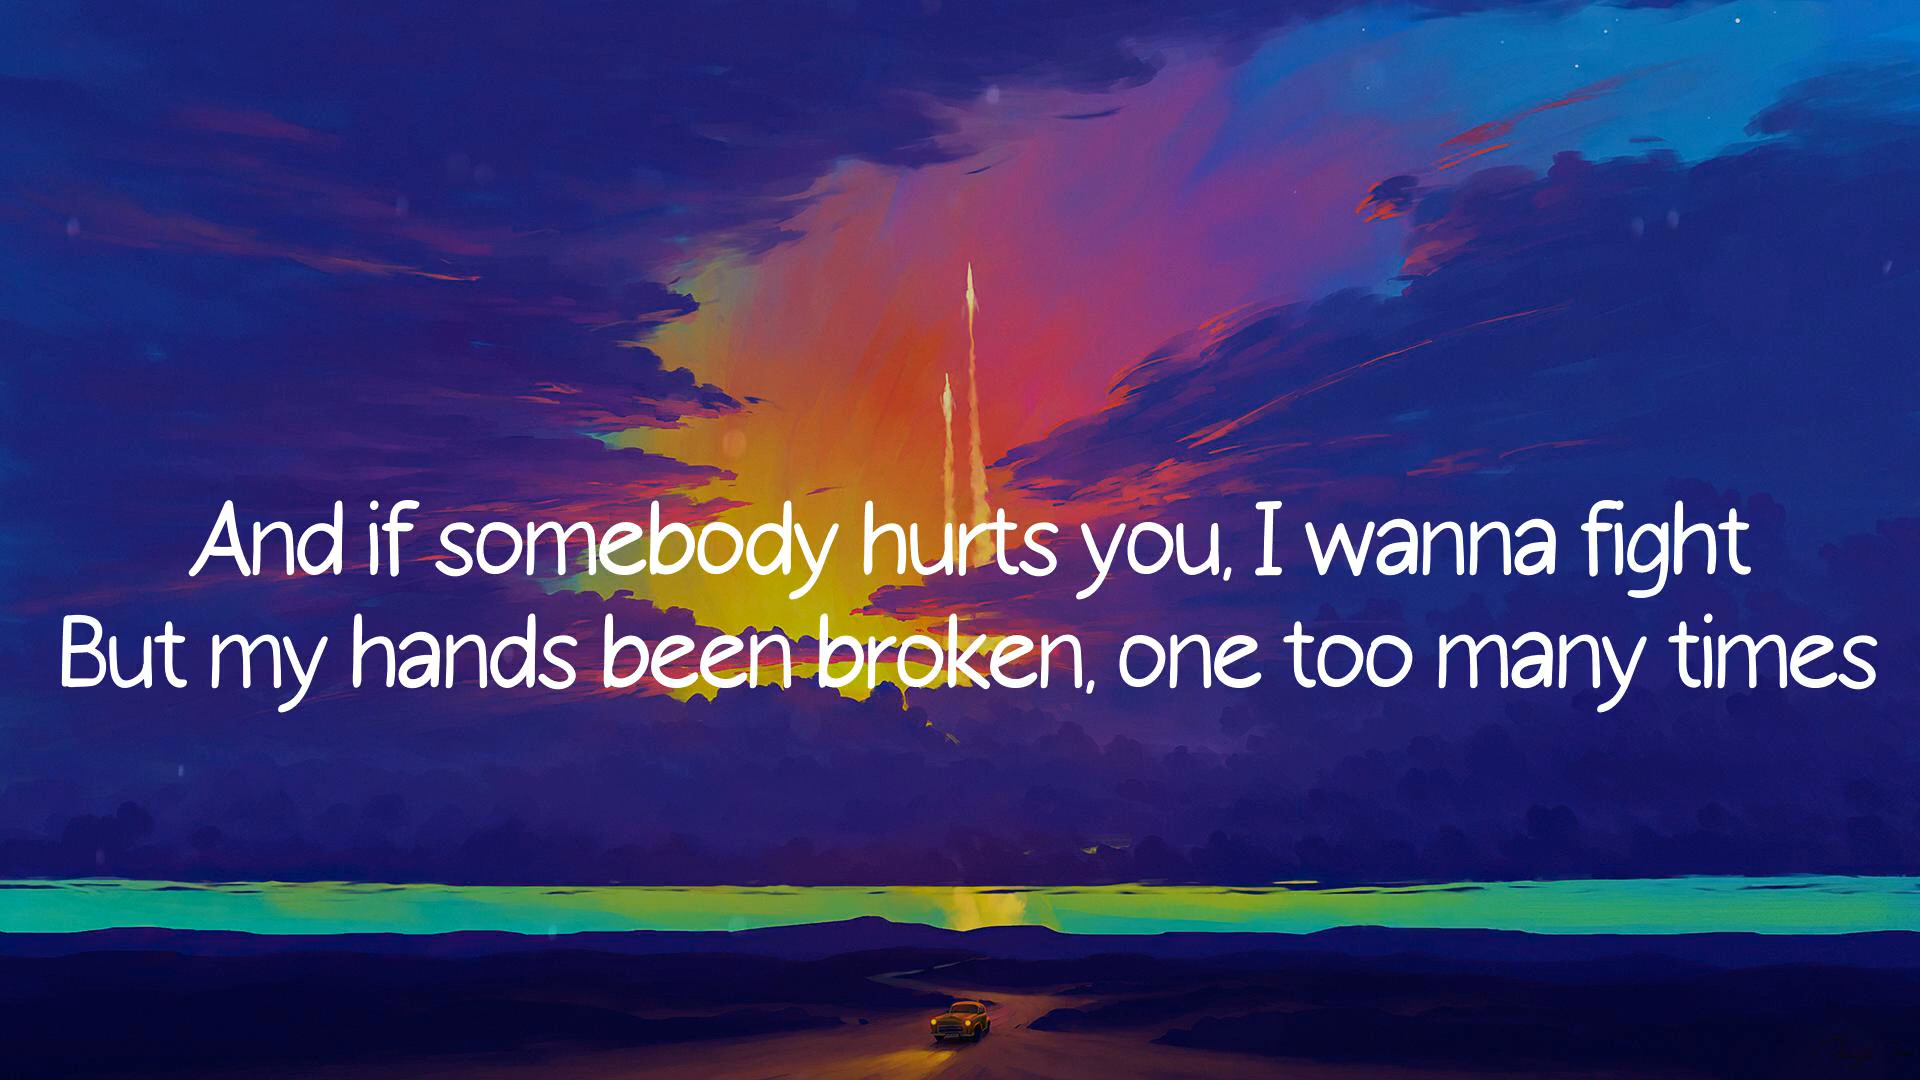 And if somebody hurts you, I wanna fight
But my hands been broken, one too many times